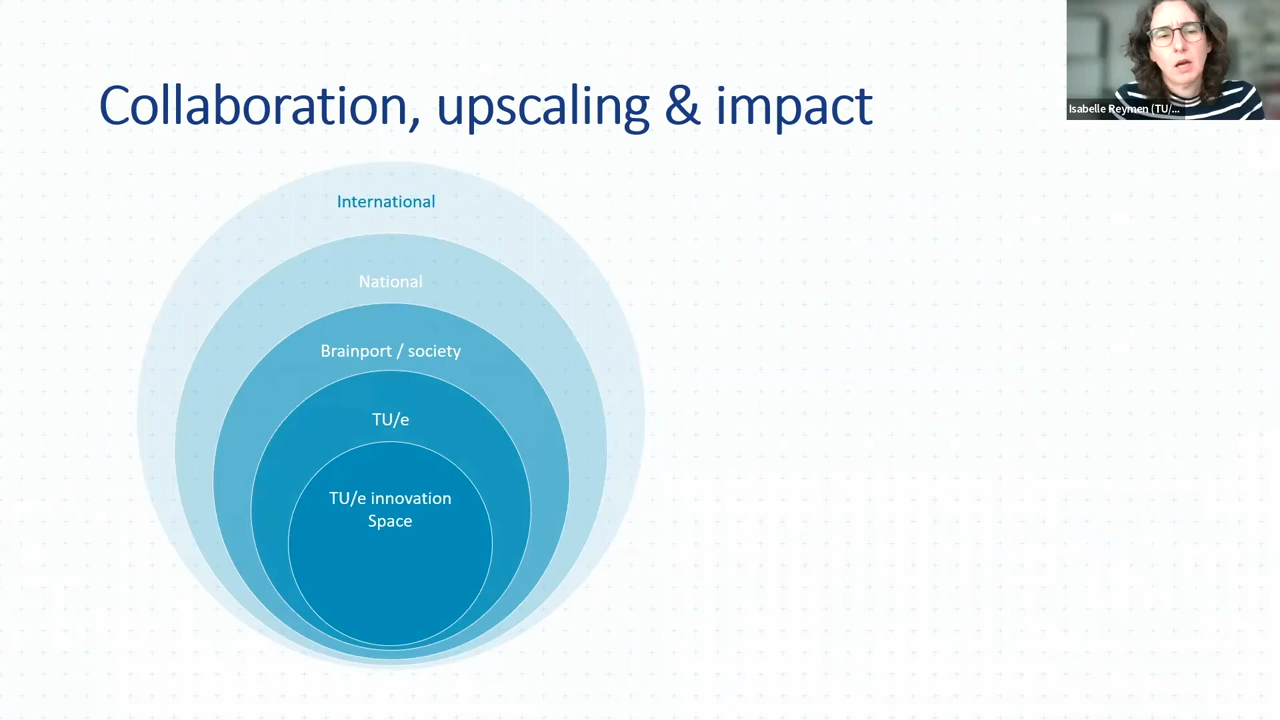 Collaboration, upscaling & impact
Isabelle Reymen (TU/...
International
National
Brainport / society
TU/e
TU/e innovation
Space